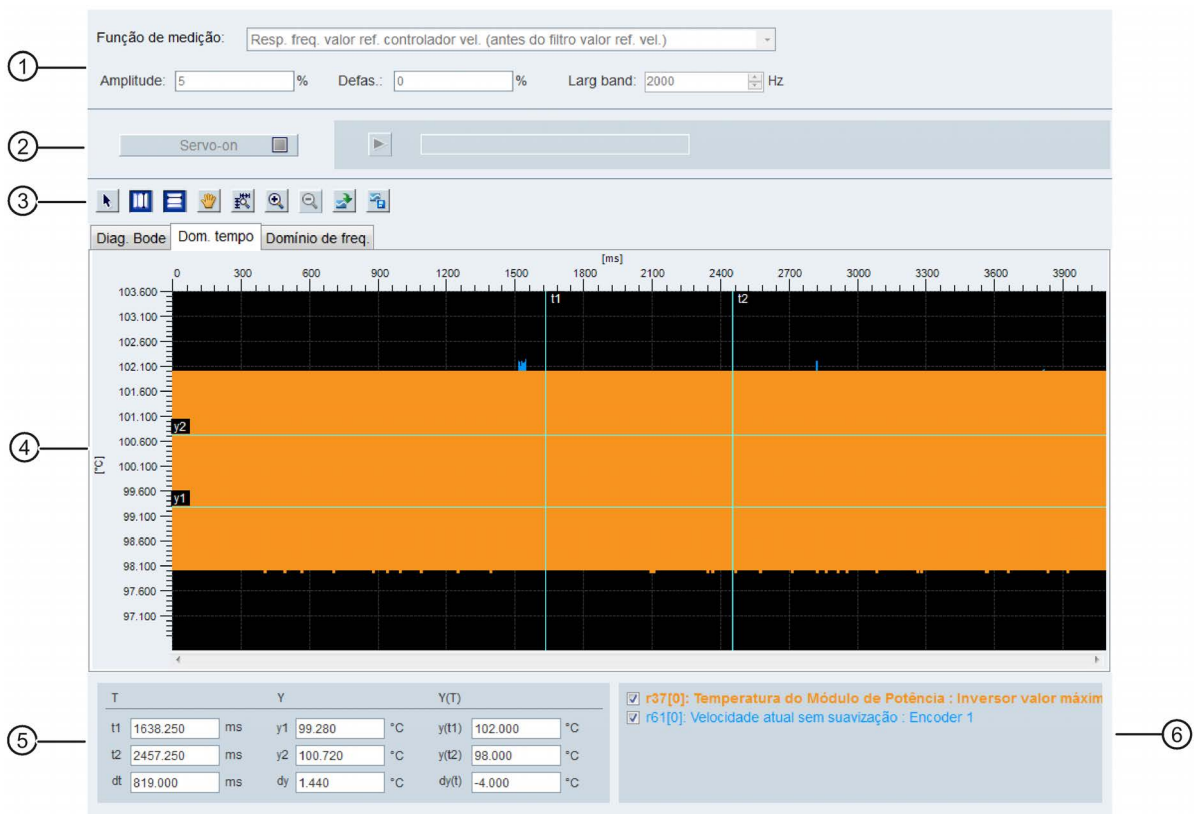 1
Função de medição: Resp. freq. valor ref. controlador vel. (antes do filtro valor ref. vel.)
Amplitude: 5 % Defas.: 0 % Larg band: 2000 Hz
2
Servo-on
3
Diag. Bode Dom. tempo Domínio de freq.
[ms]
0 300 600 900 1200 1500 1800 2100 2400 2700 3000 3300 3600 3900
t1 t2
103.600
103.100
102.600
102.100
101.600
101.100
y2
100.600
4
[°C]
100.100
99.600
y1
99.100
98.600
98.100
97.600
97.100
T Y Y(T)
t1 1638.250 ms y1 99.280 °C y(t1) 102.000 °C
t2 2457.250 ms y2 100.720 °C y(t2) 98.000 °C
dt 819.000 ms dy 1.440 °C dy(t) -4.000 °C
5
r37[0]: Temperatura do Módulo de Potência : Inversor valor máxim
r61[0]: Velocidade atual sem suavização : Encoder 1
6